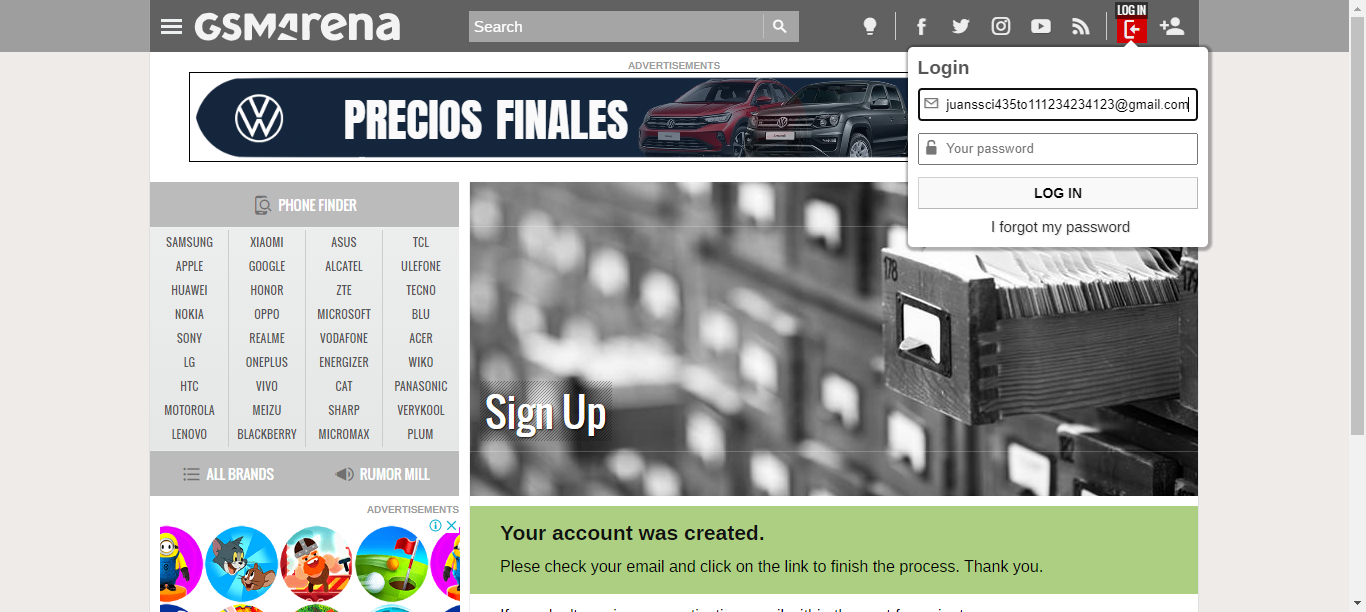 GSMArena
Search
LOG IN
ADVERTISEMENTS
PRECIOS FINALES
Login
juanssci435to111234234123@gmail.com
Your password
LOG IN
I forgot my password
PHONE FINDER
SAMSUNG XIAOMI ASUS TCL
APPLE GOOGLE ALCATEL ULEFONE
HUAWEI HONOR ZTE TECNO
NOKIA OPPO MICROSOFT BLU
SONY REALME VODAFONE ACER
LG ONEPLUS ENERGIZER WIKO
HTC VIVO CAT PANASONIC
MOTOROLA MEIZU SHARP VERYKOOL
LENOVO BLACKBERRY MICROMAX PLUM
ALL BRANDS RUMOR MILL
178
Sign Up
ADVERTISEMENTS
Your account was created.
Plese check your email and click on the link to finish the process. Thank you.